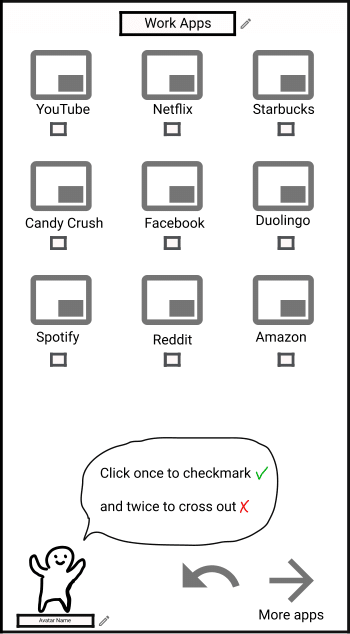 Work Apps
YouTube
Netflix
Starbucks
Candy Crush
Facebook
Duolingo
Spotify
Reddit
Amazon
Click once to checkmark
and twice to cross out
More apps
Avatar Name